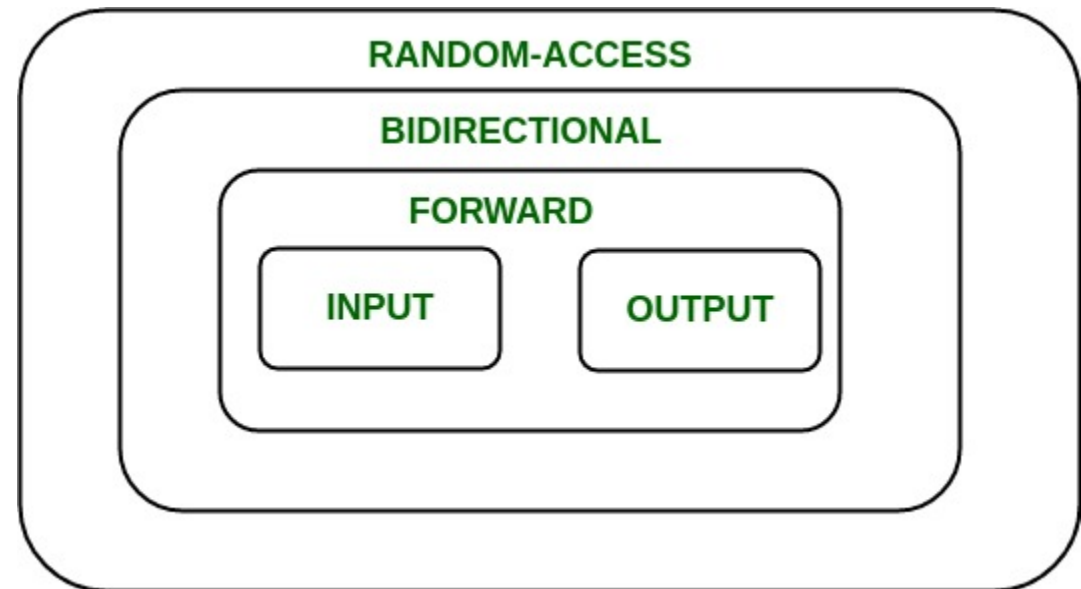 RANDOM-ACCESS
BIDIRECTIONAL
FORWARD
INPUT
OUTPUT